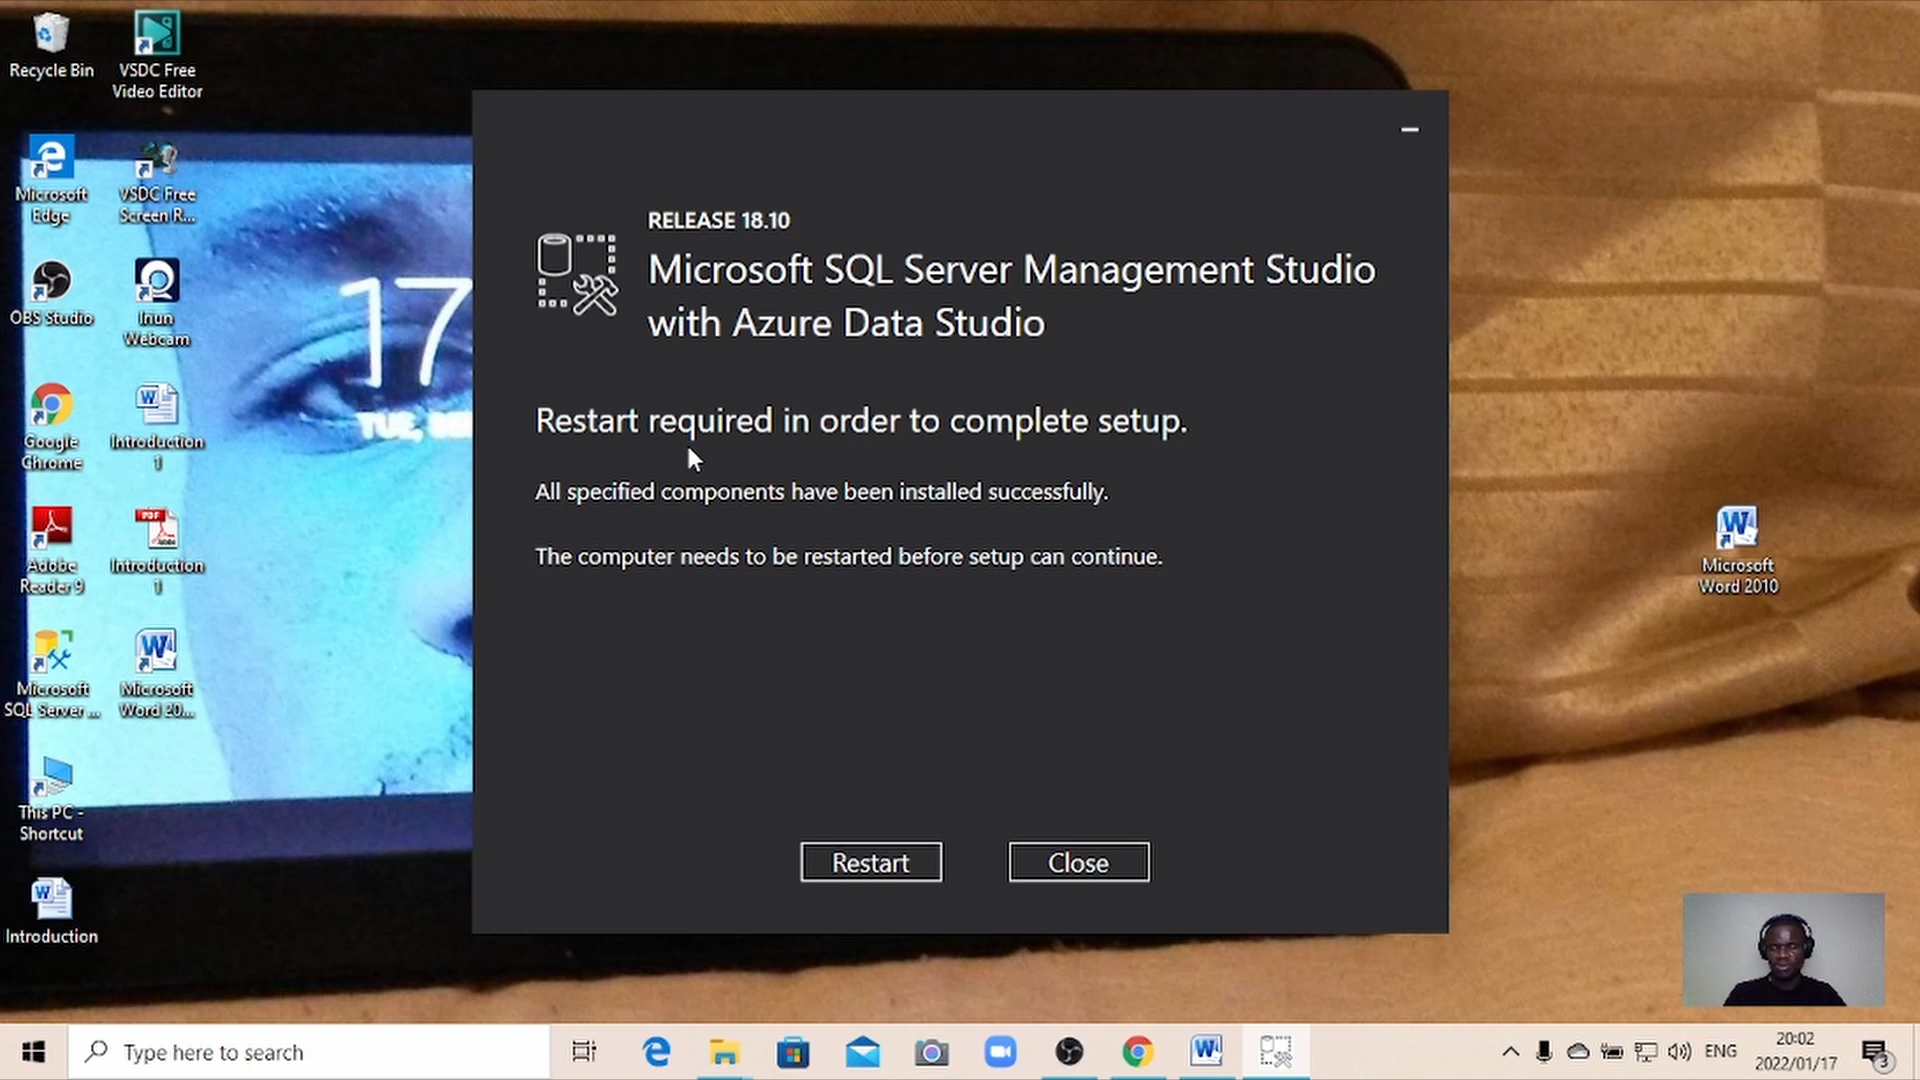 Recycle Bin
VSDC Free
Video Editor
Microsoft
Edge
VSDC Free
Screen R...
OBS Studio
Google
Chrome
Introduction
1
Adobe
Reader 9
Introduction
1
Microsoft
SQL Server ...
Microsoft
Word 20...
This PC -
Shortcut
Introduction
17
RELEASE 18.10
Microsoft SQL Server Management Studio
with Azure Data Studio
Restart required in order to complete setup.
All specified components have been installed successfully.
The computer needs to be restarted before setup can continue.
Restart
Close
Microsoft
Word 2010
Type here to search
ENG
20:02
2022/01/17
3